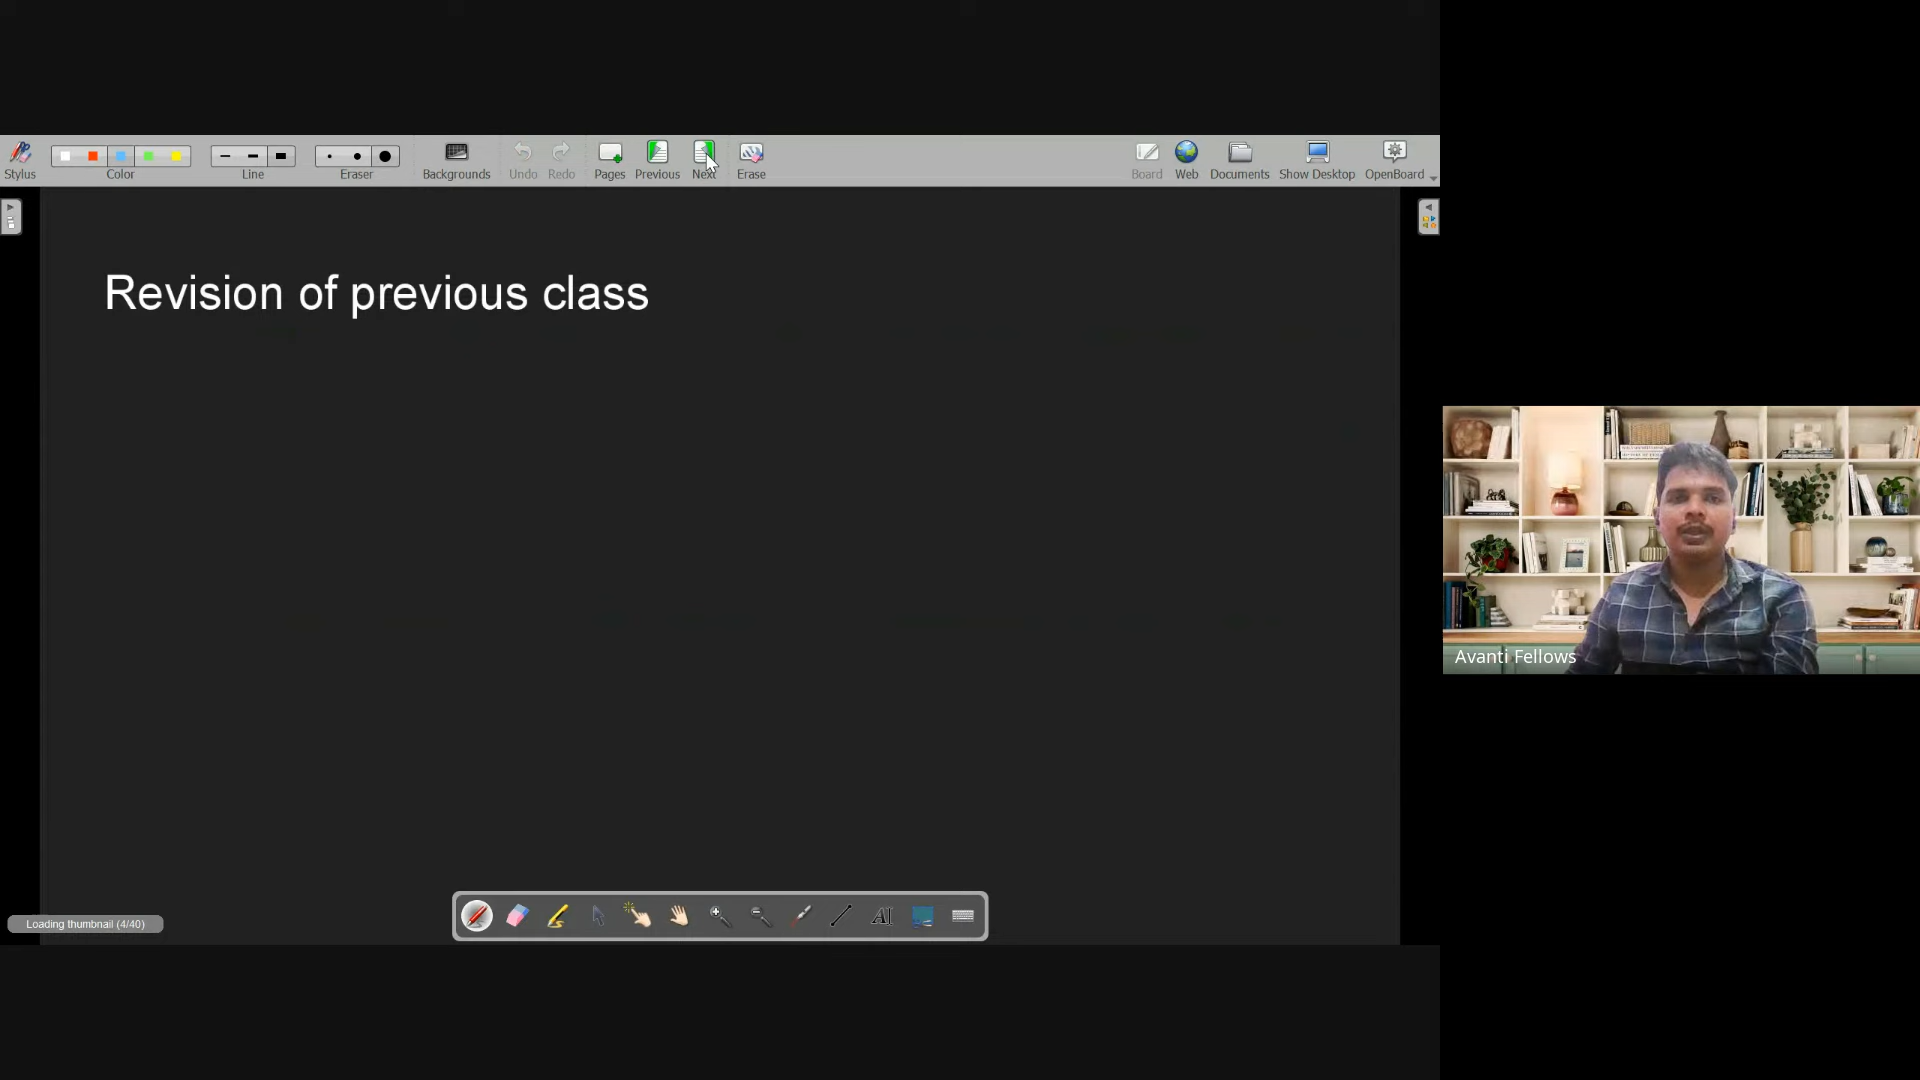 Stylus
Color
Line
Eraser
Backgrounds
Undo
Redo
Pages
Previous
Next
Erase
Board
Web
Documents
Show Desktop
OpenBoard
Revision of previous class
Avanti Fellows
Loading thumbnail (4/40)